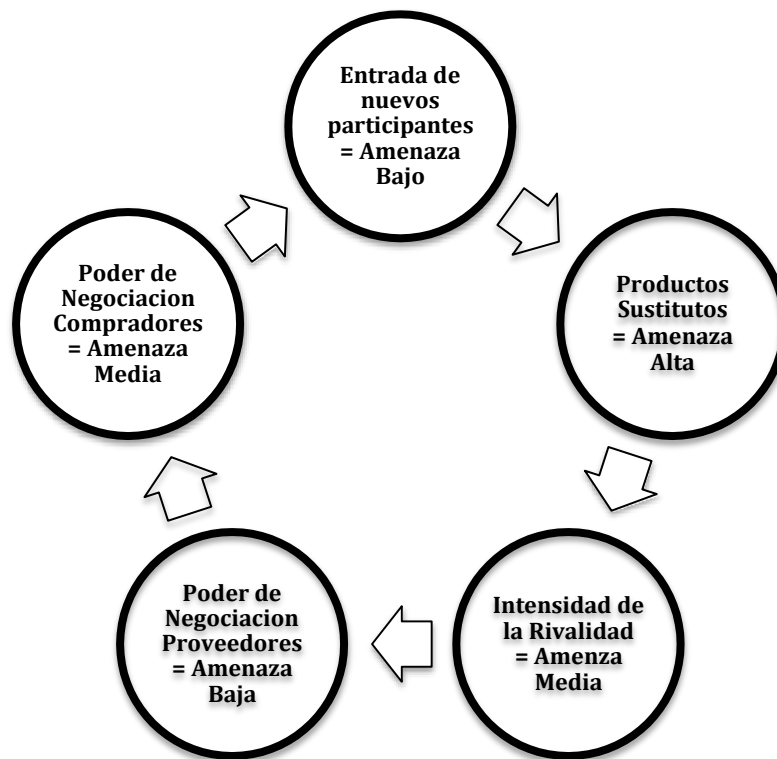 Entrada de
nuevos
participantes
= Amenaza
Bajo
Productos
Sustitutos
= Amenaza
Alta
Intensidad de
la Rivalidad
= Amenza
Media
Poder de
Negociacion
Proveedores
= Amenaza
Baja
Poder de
Negociacion
Compradores
= Amenaza
Media